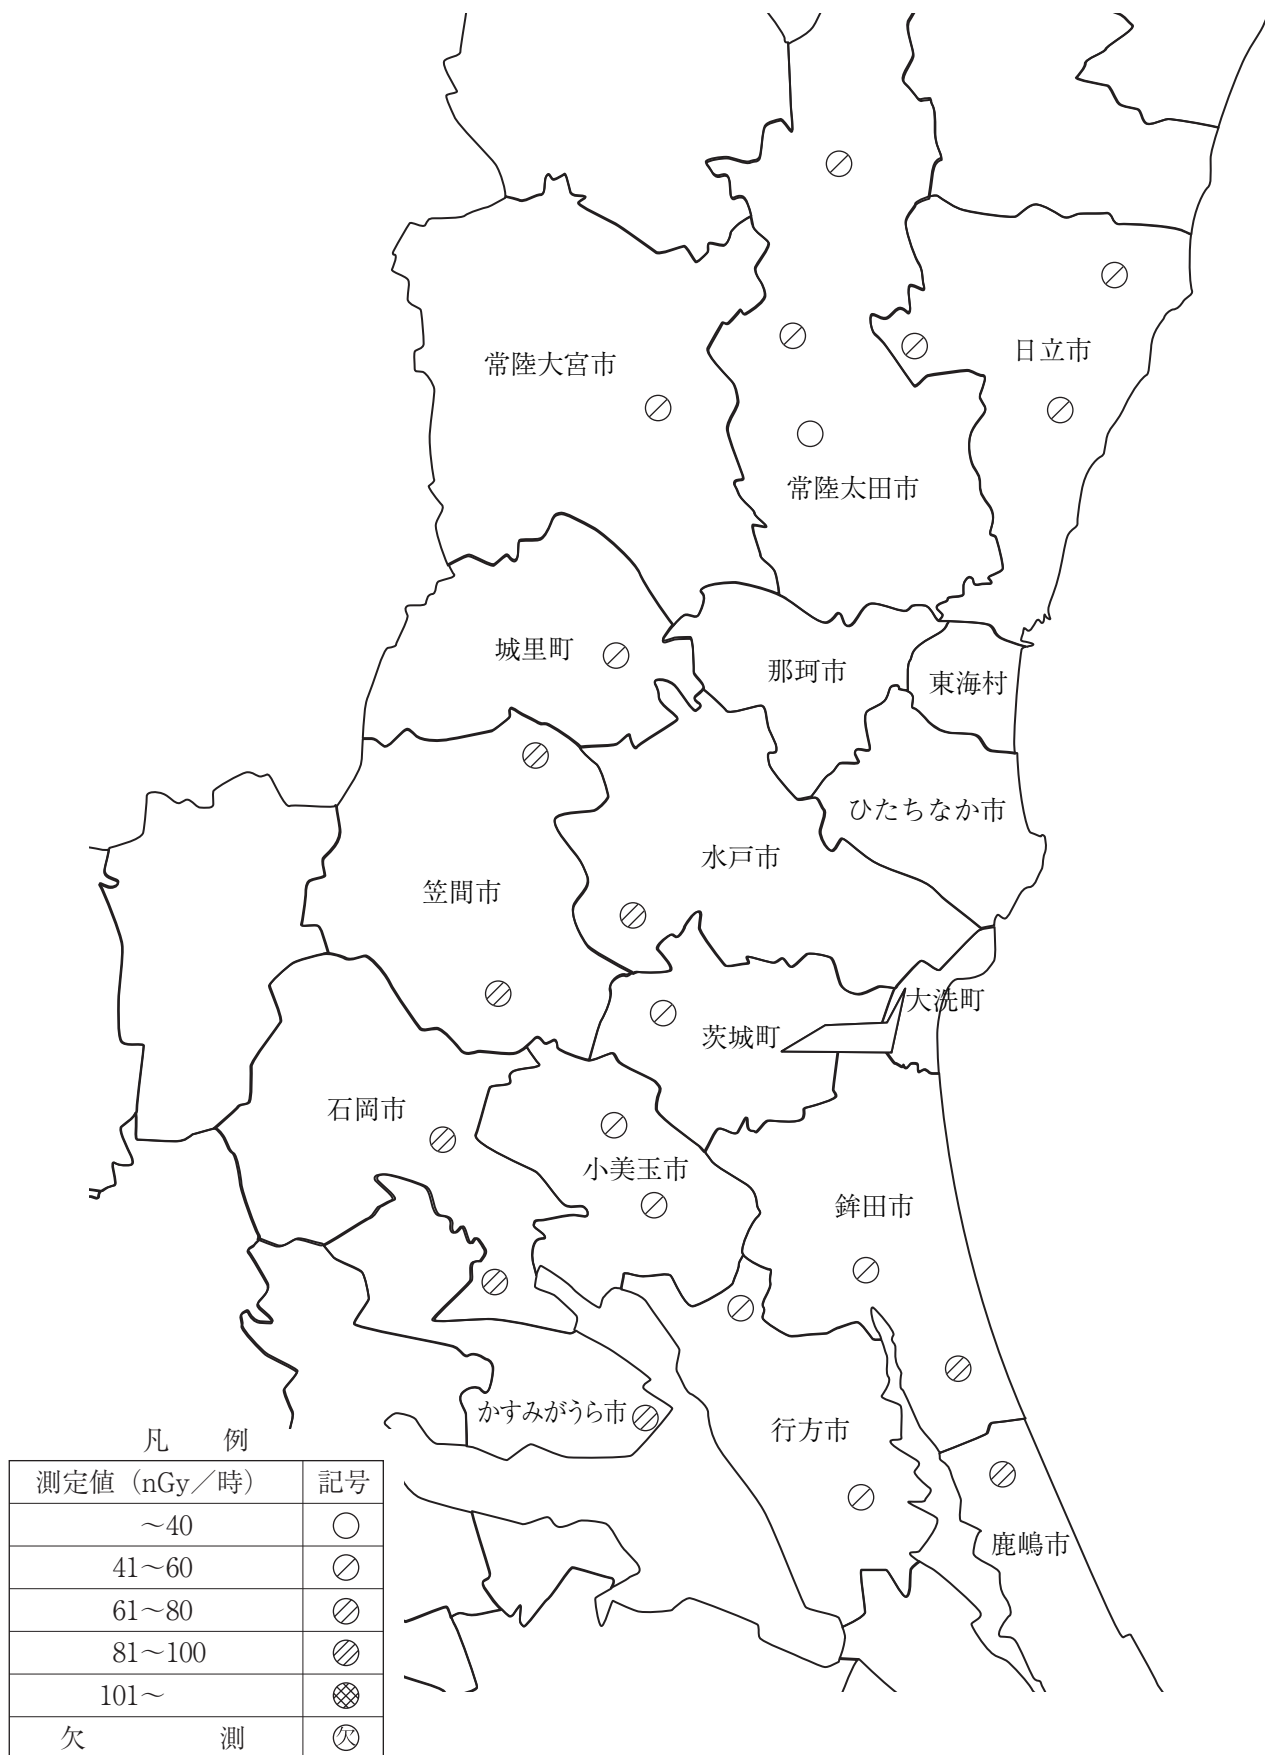 日立市
常陸大宮市
常陸太田市
城里町
那珂市
東海村
ひたちなか市
水戸市
笠間市
大洗町
茨城町
石岡市
小美玉市
鉾田市
かすみがうら市
行方市
鹿嶋市
凡 例
測定値（nGy／時） 記号
～40
41～60
61～80
81～100
101～
欠 測 欠